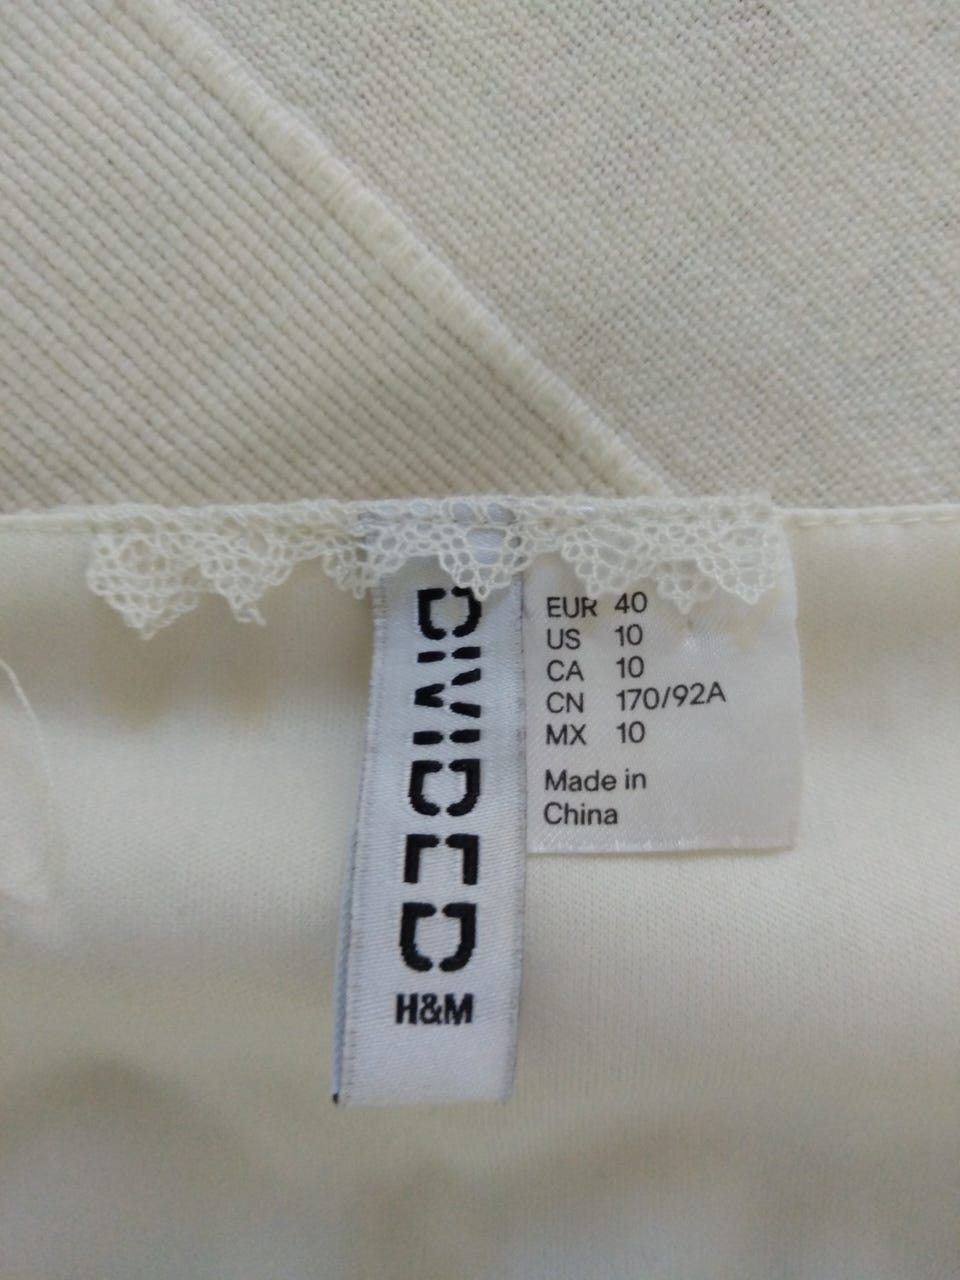 DIVIDED
H&M
EUR 40
US 10
CA 10
CN 170/92A
MX 10
Made in
China